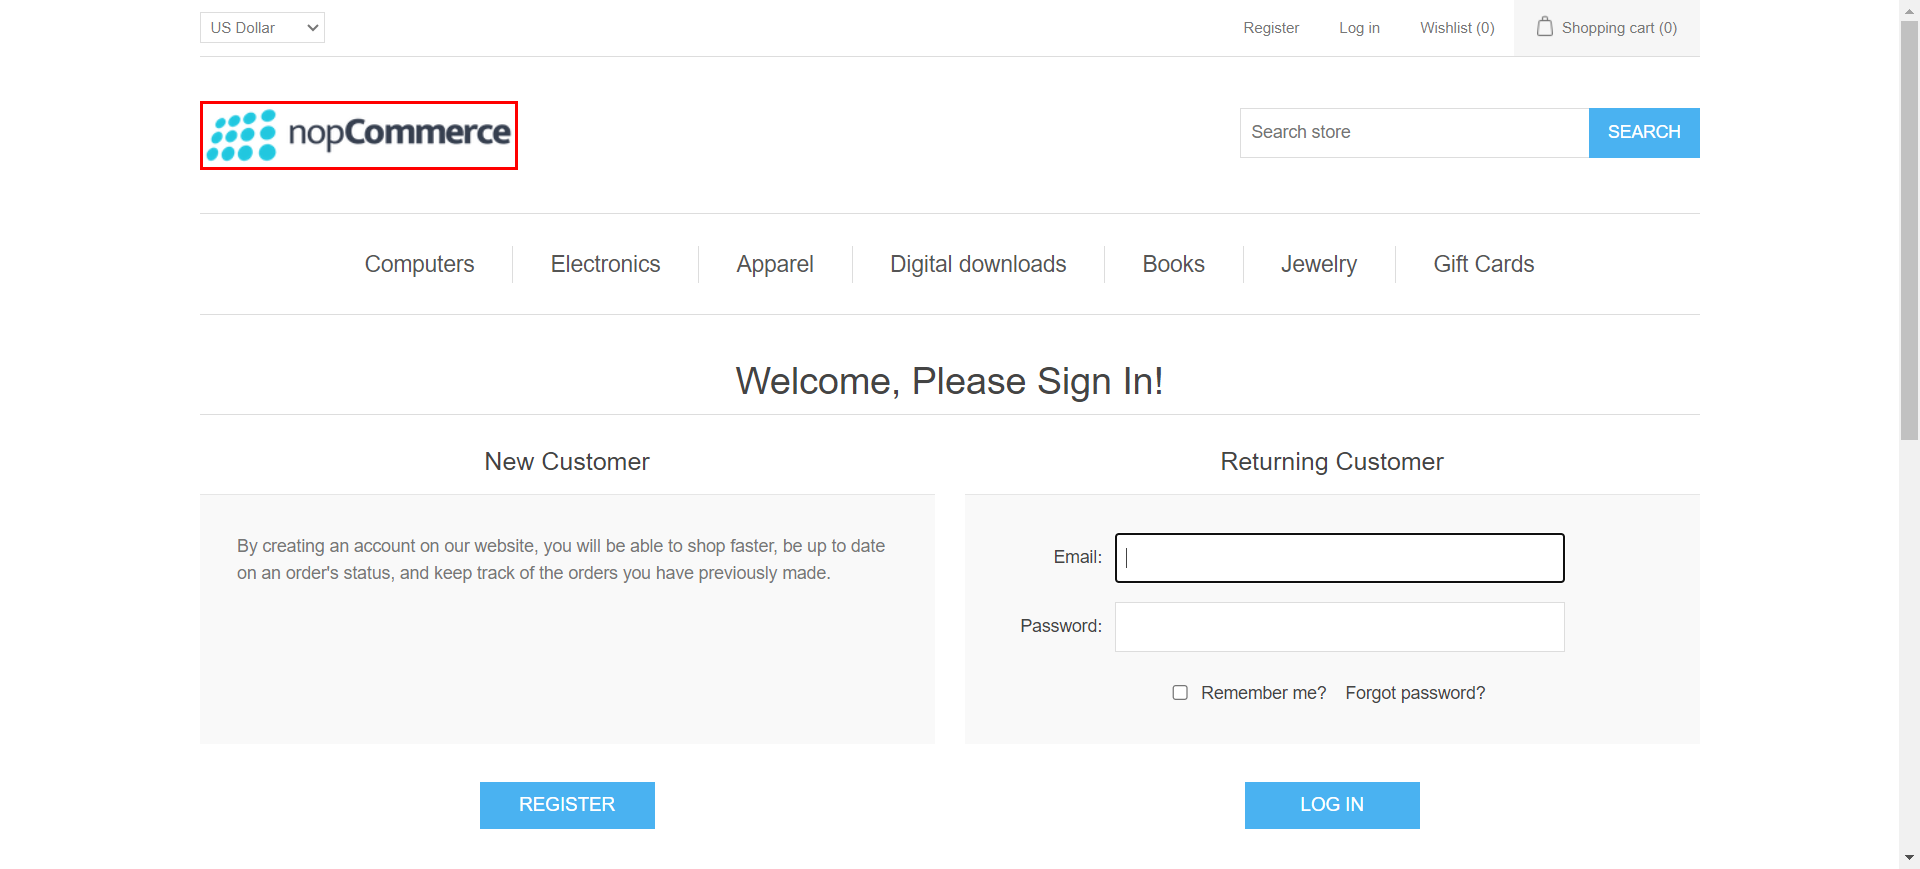 US Dollar
Register
Log in
Wishlist (0)
Shopping cart (0)
nopCommerce
Search store
SEARCH
Computers
Electronics
Apparel
Digital downloads
Books
Jewelry
Gift Cards
Welcome, Please Sign In!
New Customer
By creating an account on our website, you will be able to shop faster, be up to date
on an order's status, and keep track of the orders you have previously made.
REGISTER
Returning Customer
Email:
Password:
Remember me?
Forgot password?
LOG IN